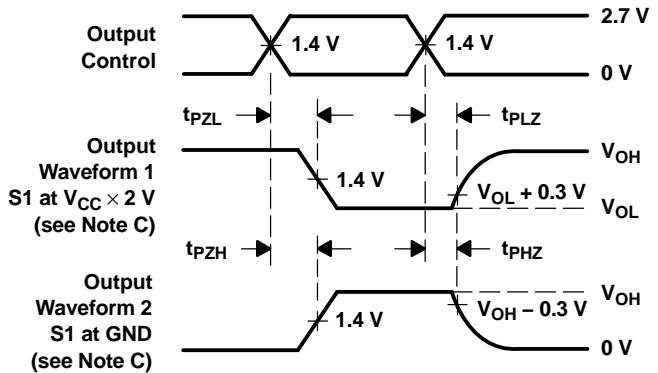 2.7 V
Output
Control
1.4 V
1.4 V
0 V
tPZL
tPLZ
Output
Waveform 1
S1 at VCC × 2 V
(see Note C)
VOH
1.4 V
VOL + 0.3 V
VOL
tPZH
tPHZ
Output
Waveform 2
S1 at GND
(see Note C)
VOH
VOH − 0.3 V
1.4 V
0 V